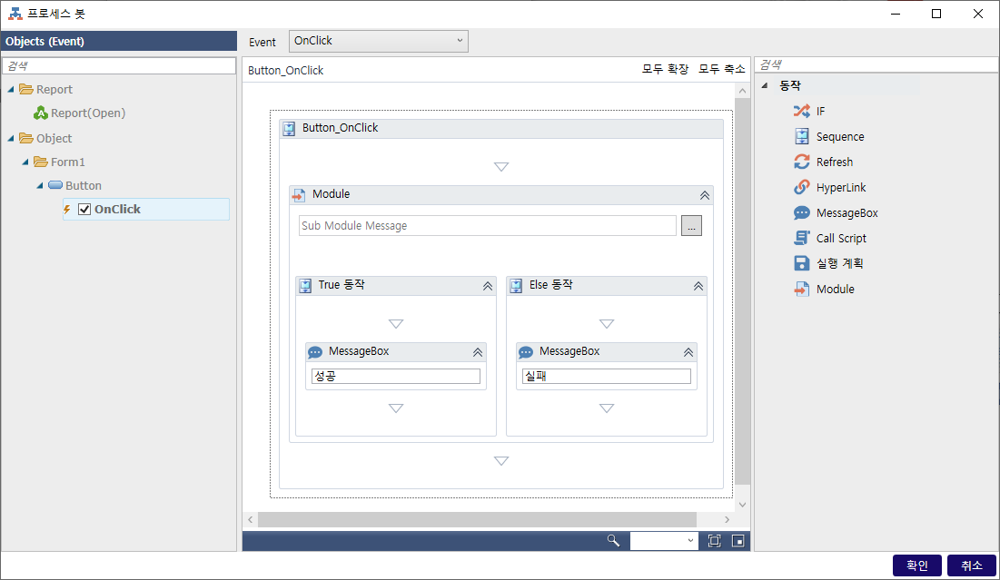 프로세스 봇
Objects (Event)
검색
Report
Report(Open)
Object
Form1
Button
OnClick
Event
OnClick
Button_OnClick
모두 확장 모두 축소
Button_OnClick
Module
Sub Module Message
...
True 동작
MessageBox
성공
Else 동작
MessageBox
실패
검색
동작
IF
Sequence
Refresh
HyperLink
MessageBox
Call Script
실행 계획
Module
확인
취소